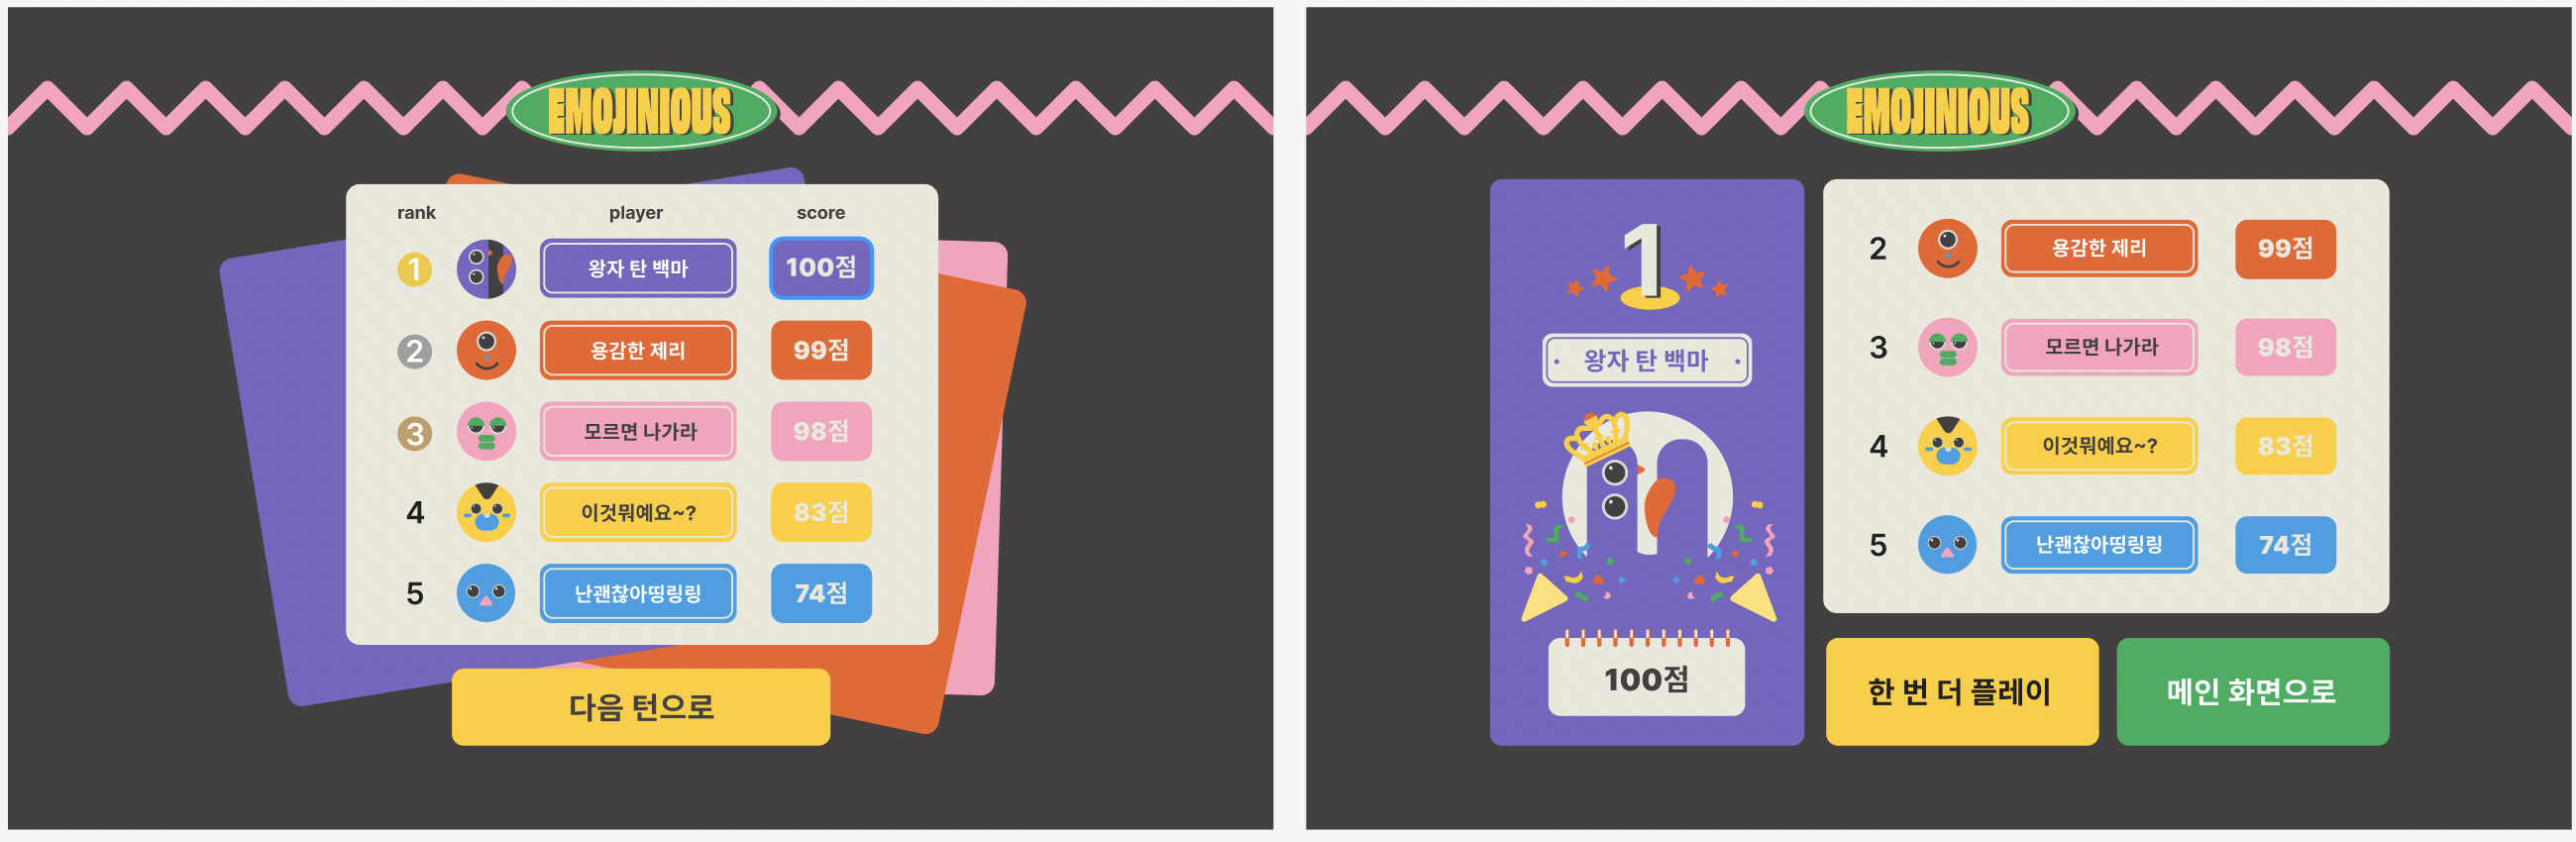 EMOJINIOUS
rank player score
1 왕자 탄 백마 100점
2 용감한 제리 99점
3 모르면 나가라 98점
4 이것뭐예요~? 83점
5 난괜찮아띵링링 74점
다음 턴으로
EMOJINIOUS
1
왕자 탄 백마
100점
2 용감한 제리 99점
3 모르면 나가라 98점
4 이것뭐예요~? 83점
5 난괜찮아띵링링 74점
한 번 더 플레이
메인 화면으로